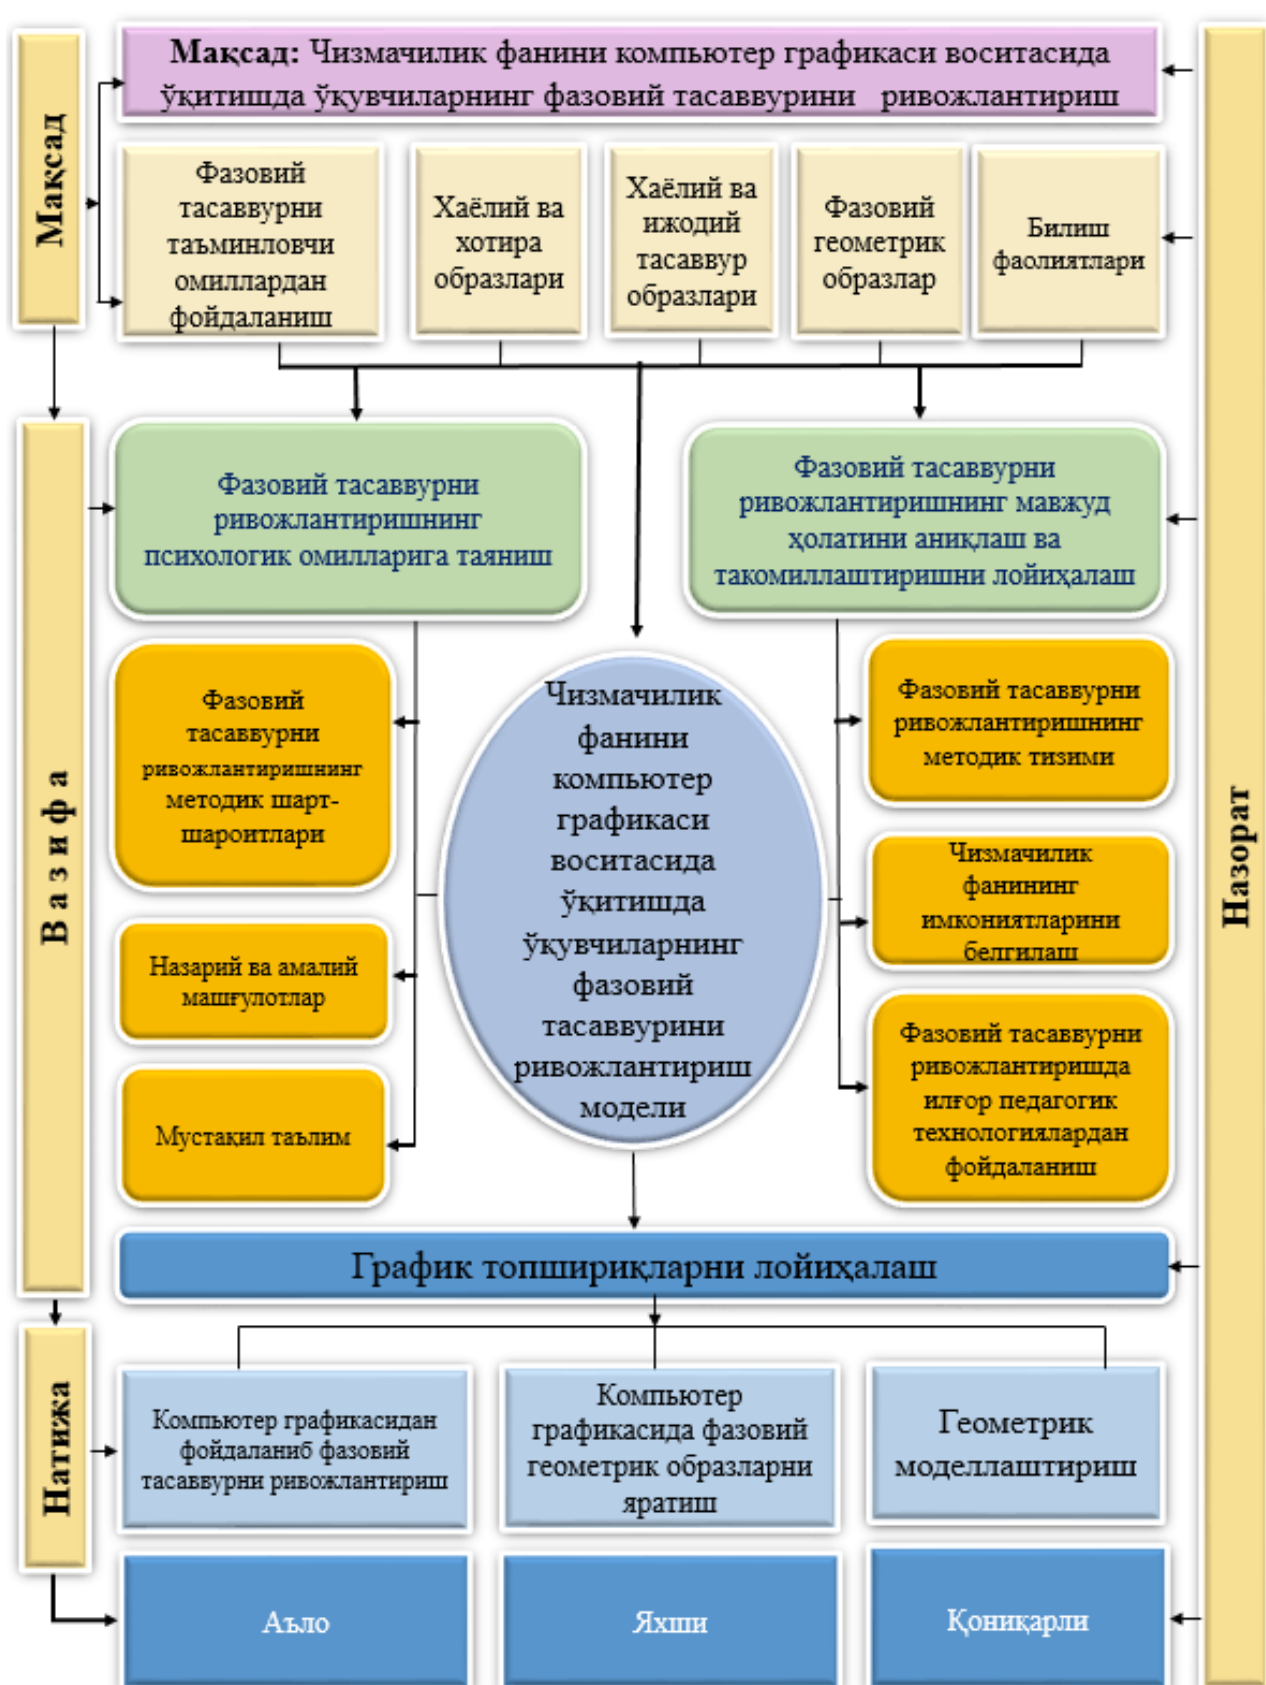 Мақсад: Чизмачилик фанини компьютер графикаси воситасида
ўқитишда ўқувчиларнинг фазовий тасаввурини ривожлантириш
Мақсад
Фазовий
тасаввурни
таъминловчи
омиллардан
фойдаланиш
Хаёлий ва
хотира
образлари
Хаёлий ва
ижодий
тасаввур
образлари
Фазовий
геометрик
образлар
Билиш
фаолиятлари
Вазифа
Фазовий тасаввурни
ривожлантиришнинг
психологик омилларига таяниш
Фазовий тасаввурни
ривожлантиришнинг мавжуд
ҳолатини аниқлаш ва
такомиллаштиришни лойиҳалаш
Фазовий
тасаввурни
ривожлантиришнинг
методик шарт-
шароитлари
Назарий ва амалий
машғулотлар
Мустақил таълим
Чизмачилик
фанини
компьютер
графикаси
воситасида
ўқитишда
ўқувчиларнинг
фазовий
тасаввурини
ривожлантириш
модели
Фазовий тасаввурни
ривожлантиришнинг
методик тизими
Чизмачилик
фанининг
имкониятларини
белгилаш
Фазовий тасаввурни
ривожлантиришда
илғор педагогик
технологиялардан
фойдаланиш
Назорат
График топшириқларни лойиҳалаш
Натижа
Компьютер графикасидан
фойдаланиб фазовий
тасаввурни ривожлантириш
Компьютер
графикасида фазовий
геометрик образларни
яратиш
Геометрик
моделлаштириш
Аъло
Яхши
Қониқарли